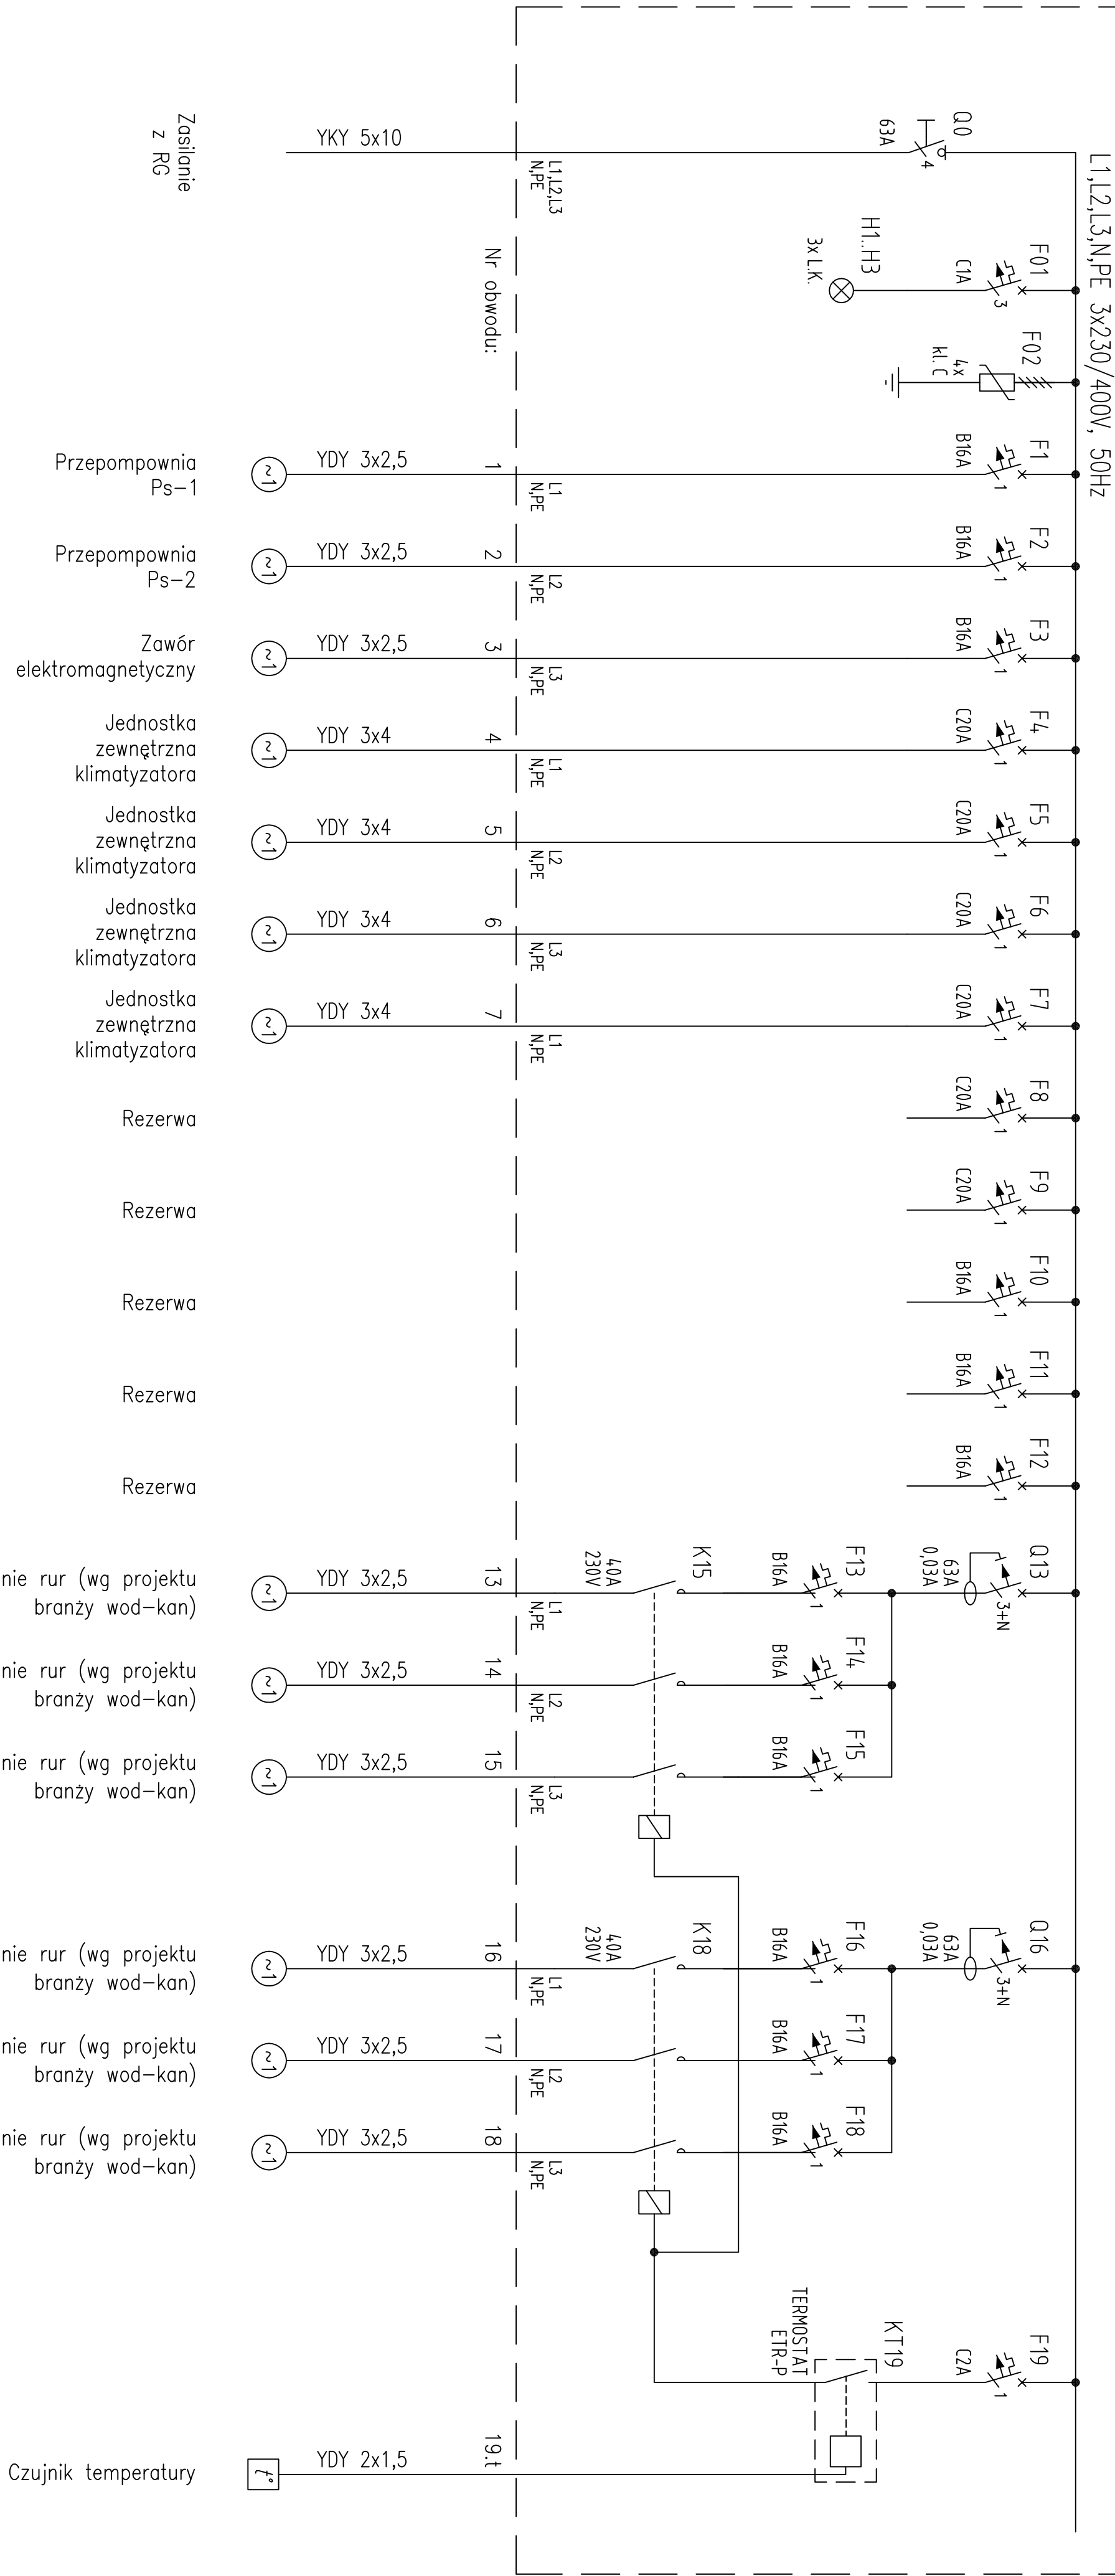 L1,L2,L3,N,PE 3x230/400V, 50Hz
Q0
63A
4
YKY 5x10
L1,L2,L3
N,PE
Zasilanie
z RG
Nr obwodu:
F01
C1A
3
H1..H3
3x L.K.
F02
4x
kl. C
F1
B16A
1
L1
N,PE
1
YDY 3x2,5
~1
Przepompownia
Ps-1
F2
B16A
1
L2
N,PE
2
YDY 3x2,5
~1
Przepompownia
Ps-2
F3
B16A
1
L3
N,PE
3
YDY 3x2,5
~1
Zawór
elektromagnetyczny
F4
C20A
1
L1
N,PE
4
YDY 3x4
~1
Jednostka
zewnętrzna
klimatyzatora
F5
C20A
1
L2
N,PE
5
YDY 3x4
~1
Jednostka
zewnętrzna
klimatyzatora
F6
C20A
1
L3
N,PE
6
YDY 3x4
~1
Jednostka
zewnętrzna
klimatyzatora
F7
C20A
1
L1
N,PE
7
YDY 3x4
~1
Jednostka
zewnętrzna
klimatyzatora
F8
C20A
1
Rezerwa
F9
C20A
1
Rezerwa
F10
B16A
1
Rezerwa
F11
B16A
1
Rezerwa
F12
B16A
1
Rezerwa
Q13
3+N
63A
0,03A
F13
B16A
1
K15
40A
230V
L1
N,PE
13
YDY 3x2,5
~1
nie rur (wg projektu
branży wod-kan)
F14
B16A
1
L2
N,PE
14
YDY 3x2,5
~1
nie rur (wg projektu
branży wod-kan)
F15
B16A
1
L3
N,PE
15
YDY 3x2,5
~1
nie rur (wg projektu
branży wod-kan)
Q16
3+N
63A
0,03A
F16
B16A
1
K18
40A
230V
L1
N,PE
16
YDY 3x2,5
~1
nie rur (wg projektu
branży wod-kan)
F17
B16A
1
L2
N,PE
17
YDY 3x2,5
~1
nie rur (wg projektu
branży wod-kan)
F18
B16A
1
L3
N,PE
18
YDY 3x2,5
~1
nie rur (wg projektu
branży wod-kan)
F19
C2A
1
KT19
TERMOSTAT
ETR-P
19.t
YDY 2x1,5
t°
Czujnik temperatury